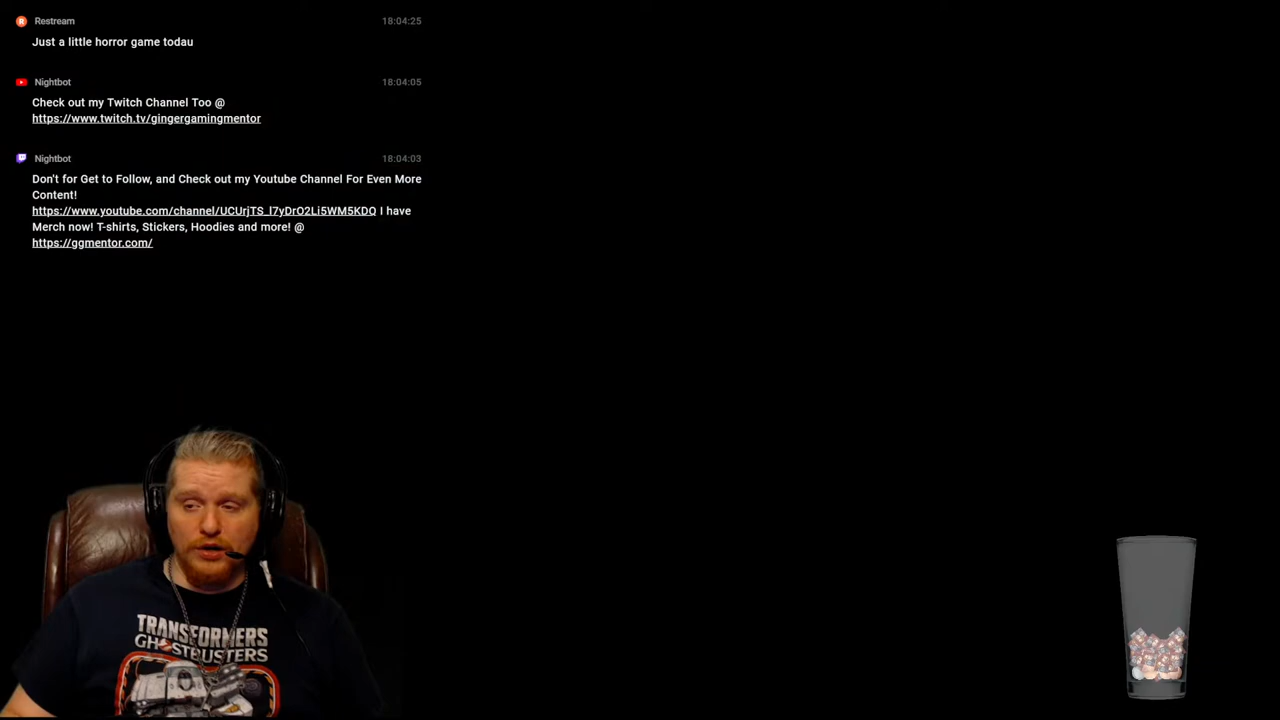 Restream 18:04:25
Just a little horror game todau
Nightbot 18:04:05
Check out my Twitch Channel Too @
https://www.twitch.tv/gingergamingmentor
Nightbot 18:04:03
Don't for Get to Follow, and Check out my Youtube Channel For Even More
Content!
https://www.youtube.com/channel/UCUrjTS_l7yDrO2Li5WM5KDQ I have
Merch now! T-shirts, Stickers, Hoodies and more! @
https://ggmentor.com/
TRANSFORMERS
GHOSTBUSTERS